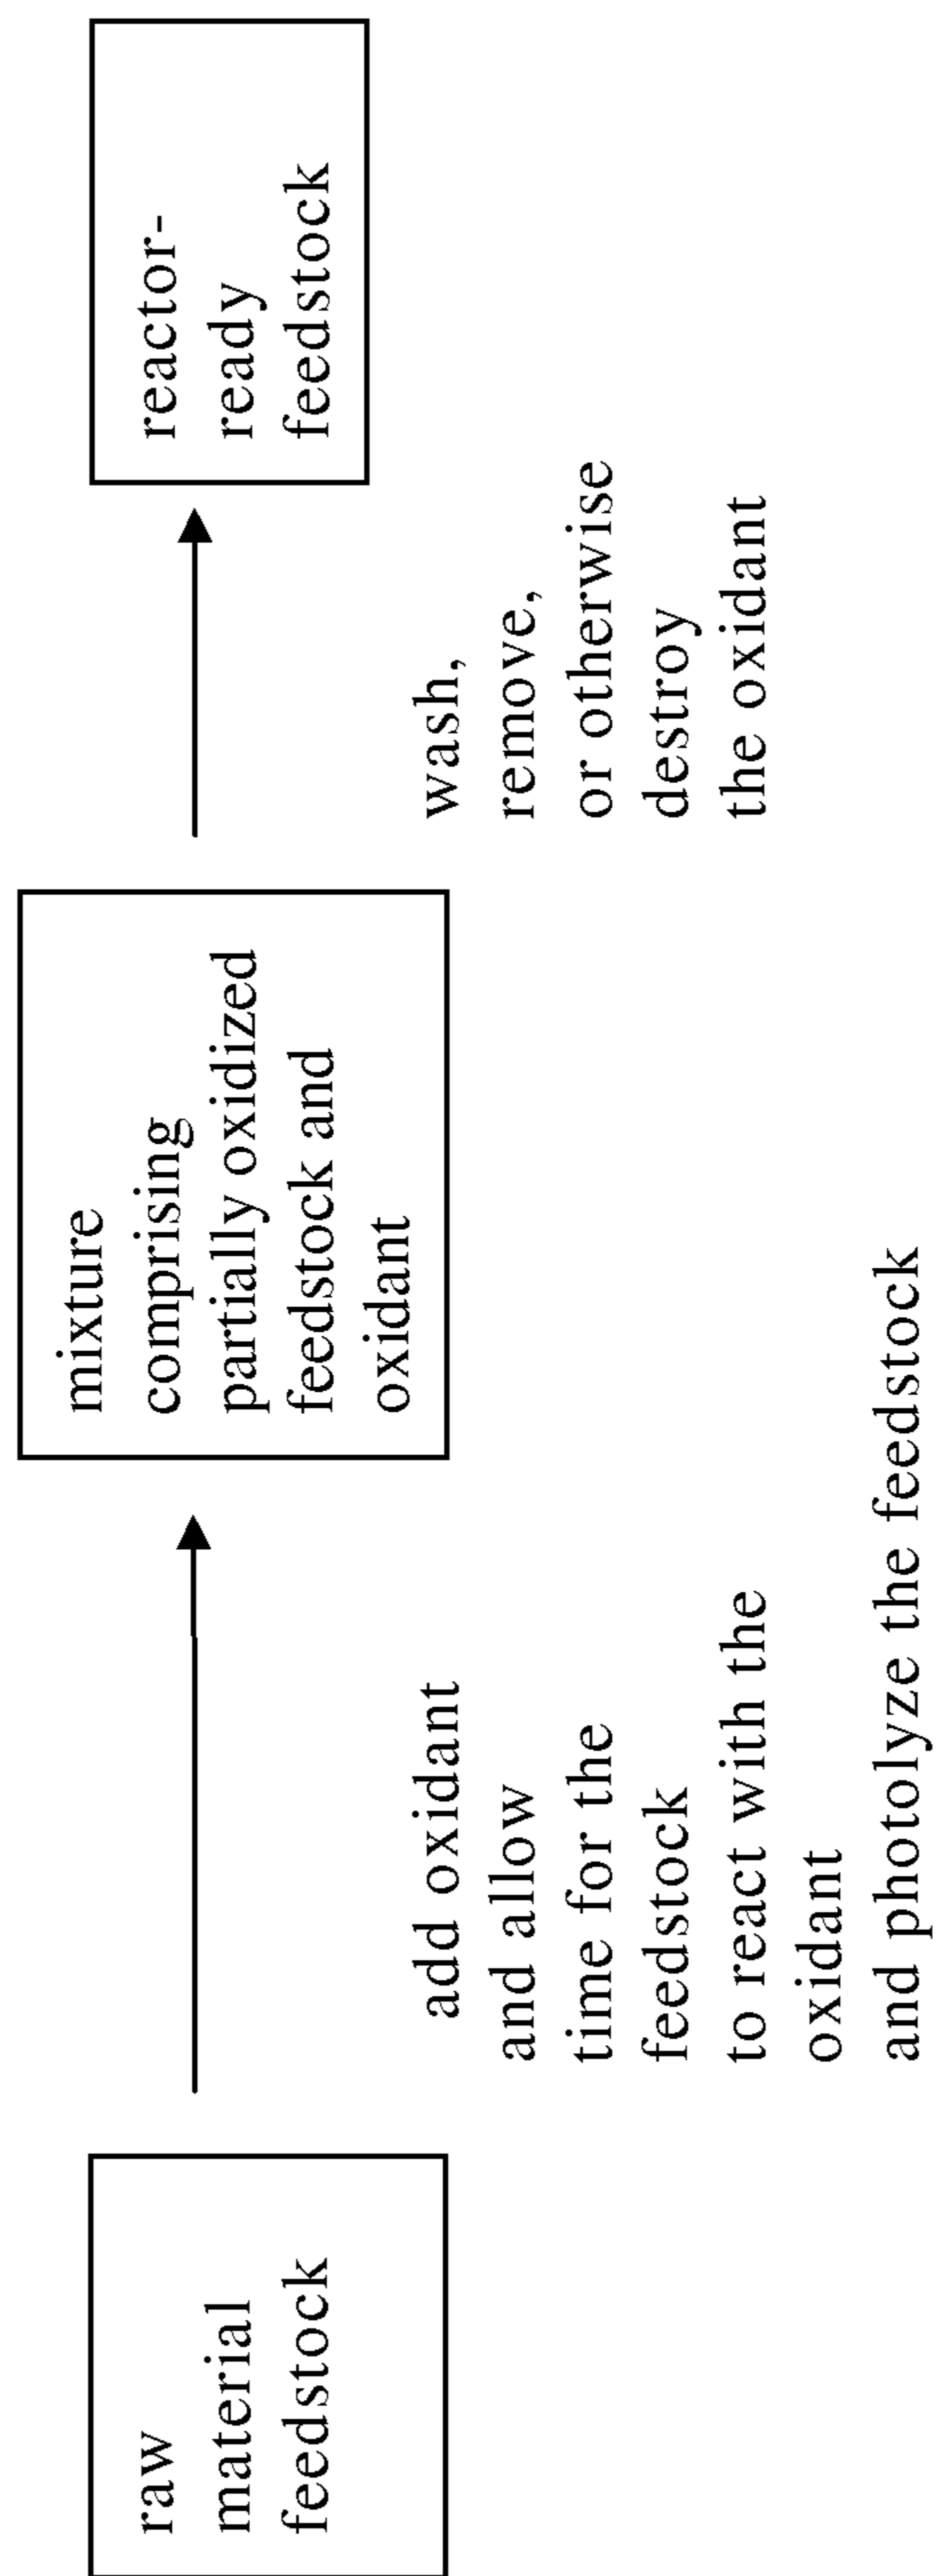 raw
material
feedstock
add oxidant
and allow
time for the
feedstock
to react with the
oxidant
and photolyze the feedstock
mixture
comprising
partially oxidized
feedstock and
oxidant
wash,
remove,
or otherwise
destroy
the oxidant
reactor-
ready
feedstock